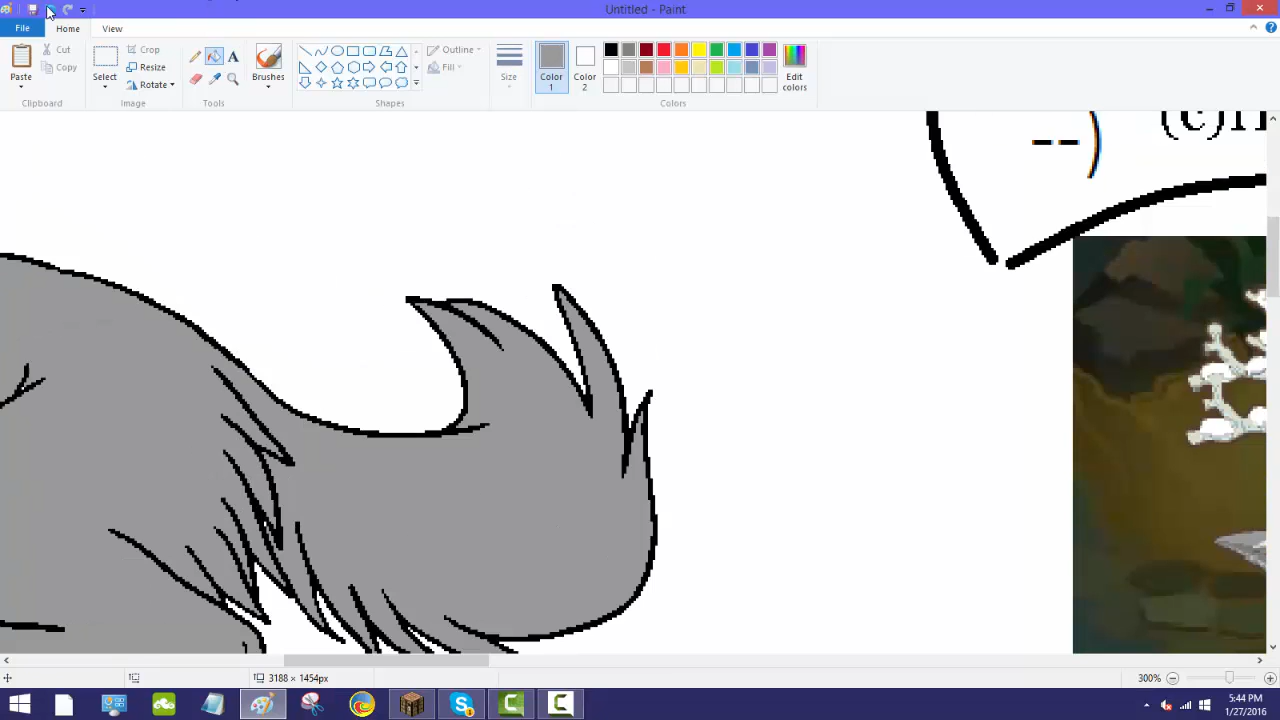 Untitled - Paint
File Home View
Paste
Cut
Copy
Clipboard
Select
Crop
Resize
Rotate
Image
A
Tools
Brushes
Outline
Fill
Shapes
Size
Color 1
Color 2
Edit colors
Colors
--)
(c)
3188 × 1454px
300%
5:44 PM
1/27/2016